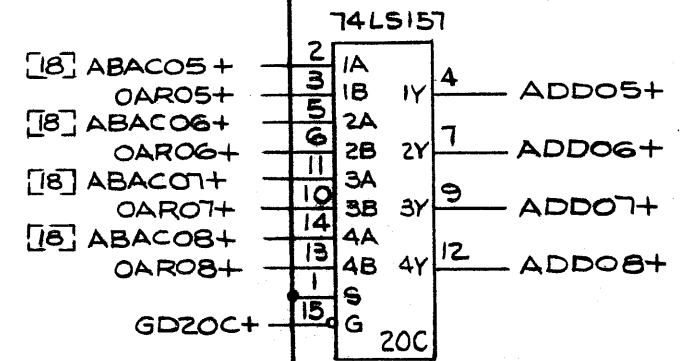 74LS157
[18] ABAC05+ 2 1A
OAR05+ 3 1B 1Y 4 ADD05+
[18] ABAC06+ 5 2A
OAR06+ 6 2B 2Y 7 ADD06+
[18] ABAC07+ 11 3A
OAR07+ 10 3B 3Y 9 ADD07+
[18] ABAC08+ 14 4A
OAR08+ 13 4B 4Y 12 ADD08+
1 S
GD20C+ 15 G
20C